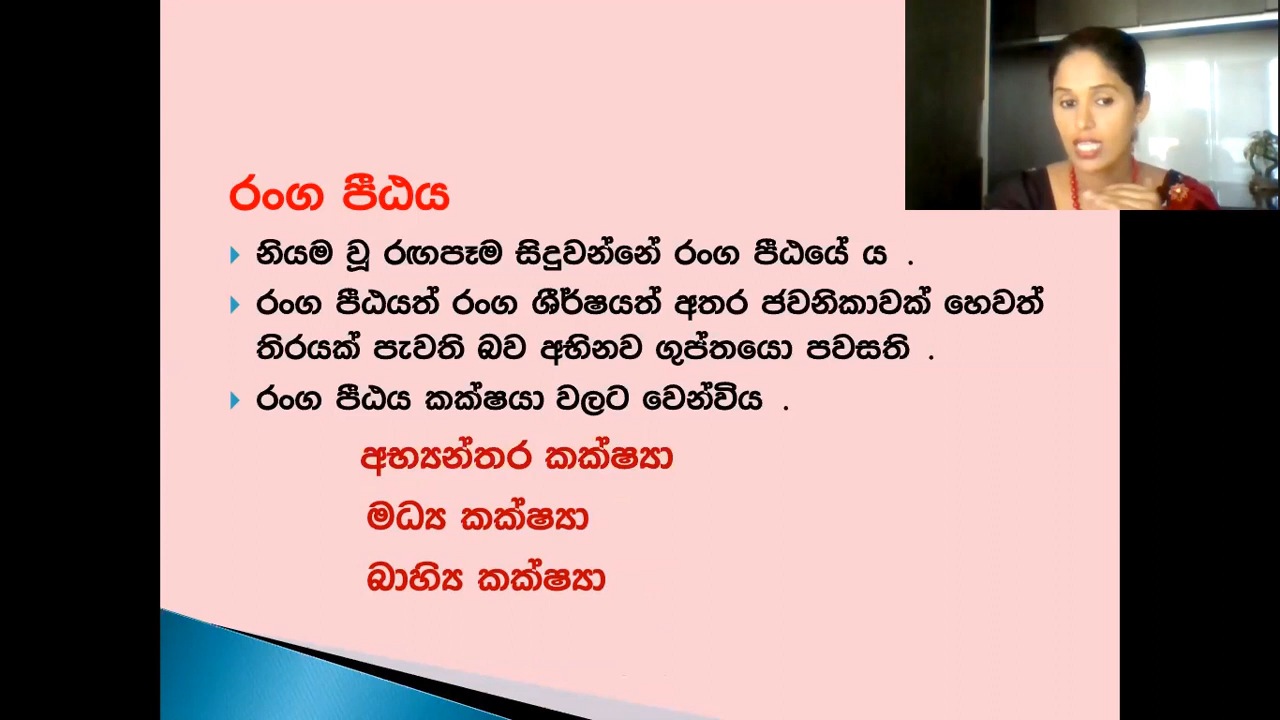 රංග පීඨය
නියම වූ රඟපෑම සිදුවන්නේ රංග පීඨයේ ය .
රංග පීඨයත් රංග ශීර්ෂයත් අතර ජවනිකාවක් හෙවත්
තිරයක් පැවති බව අභිනව ගුප්තයො පවසති .
රංග පීඨය කක්ෂයා වලට වෙන්විය .
අභ්‍යන්තර කක්ෂ්‍යා
මධ්‍ය කක්ෂ්‍යා
බාහිය කක්ෂ්‍යා